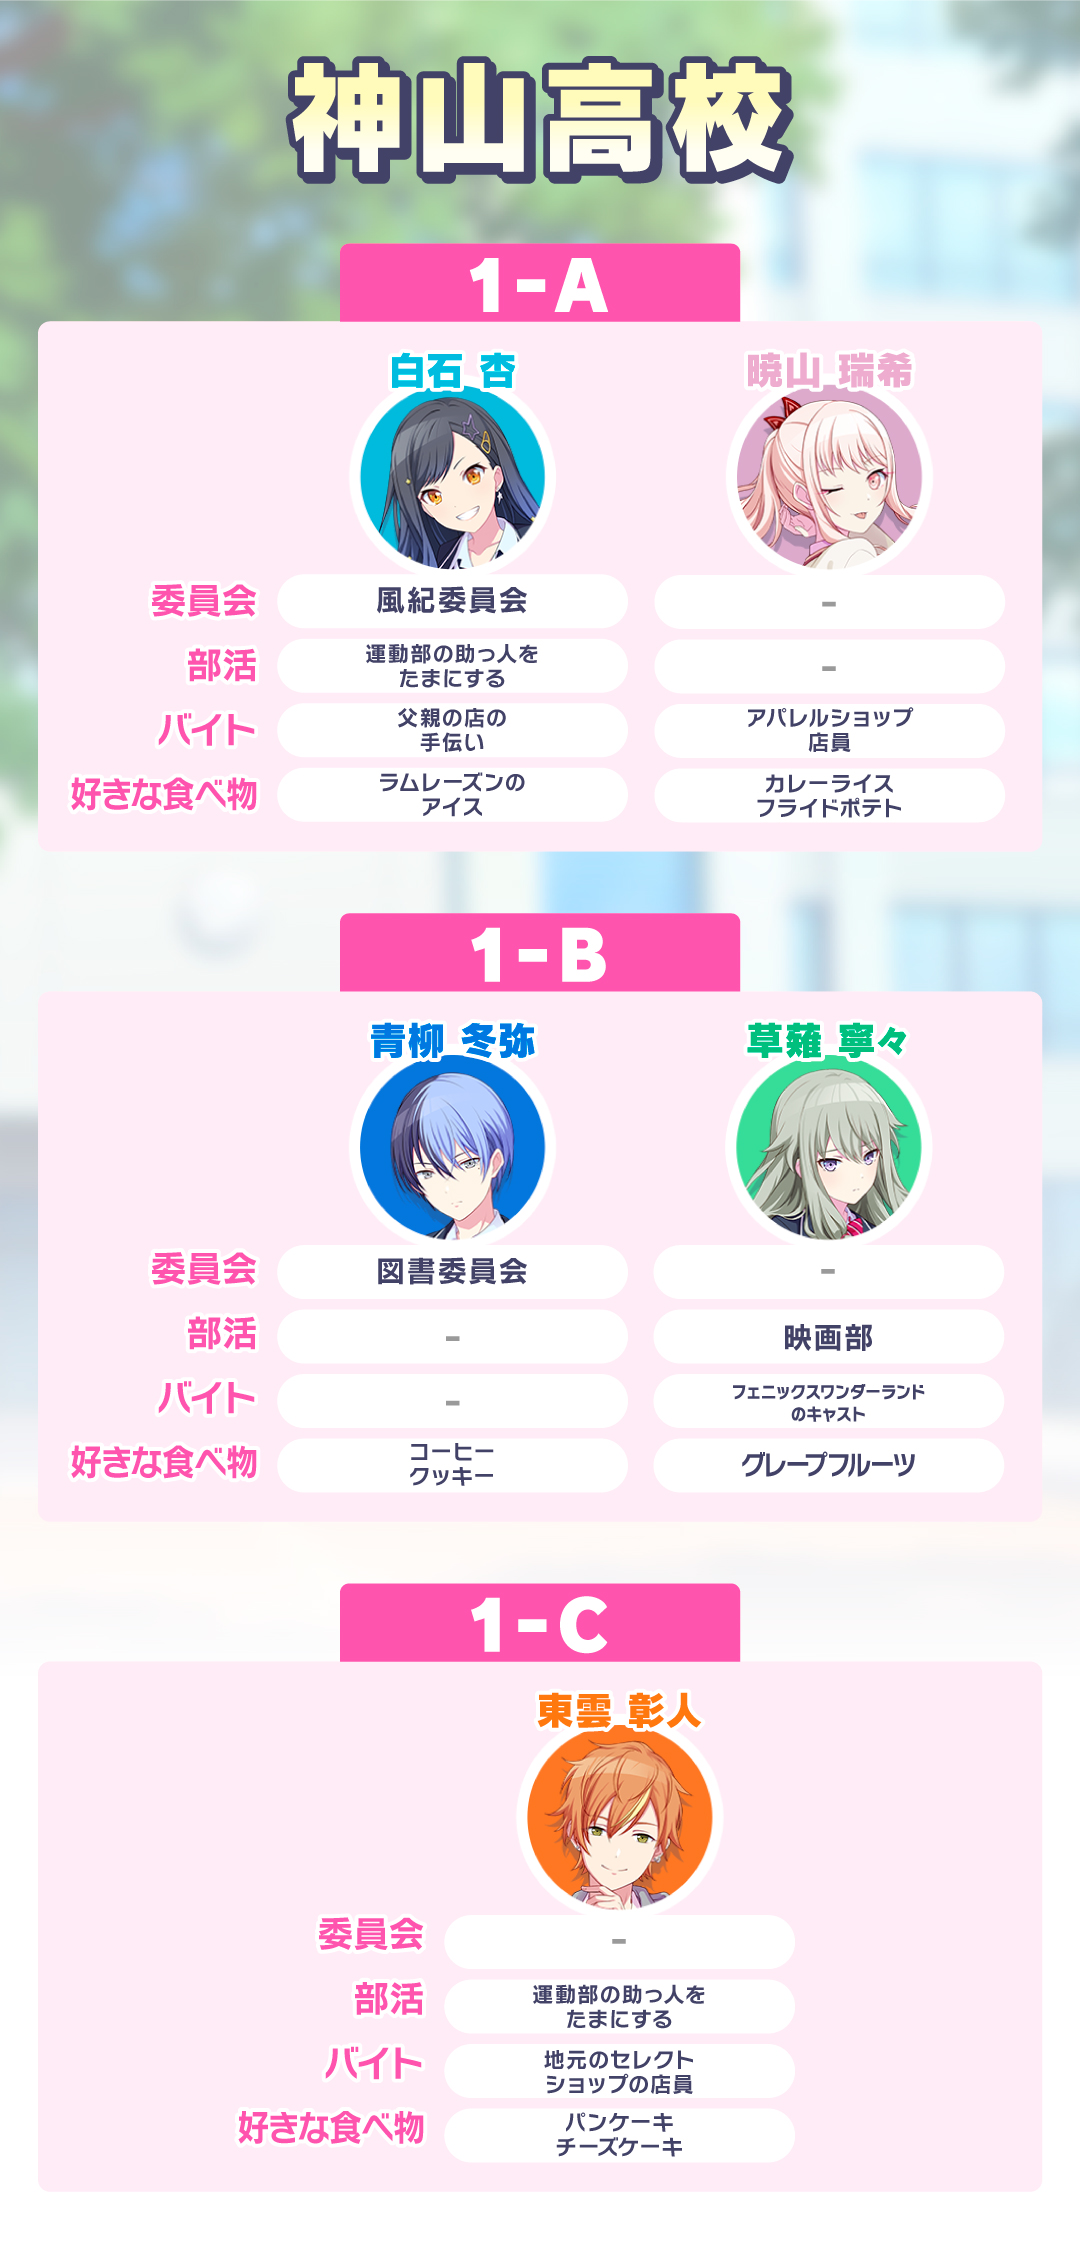 神山高校
1-A
白石 杏
暁山 瑞希
委員会
風紀委員会
-
部活
運動部の助っ人を
たまにする
-
バイト
父親の店の
手伝い
アパレルショップ
店員
好きな食べ物
ラムレーズンの
アイス
カレーライス
フライドポテト
1-B
青柳 冬弥
草薙 寧々
委員会
図書委員会
-
部活
-
映画部
バイト
-
フェニックスワンダーランド
のキャスト
好きな食べ物
コーヒー
クッキー
グレープフルーツ
1-C
東雲 彰人
委員会
-
部活
運動部の助っ人を
たまにする
バイト
地元のセレクト
ショップの店員
好きな食べ物
パンケーキ
チーズケーキ